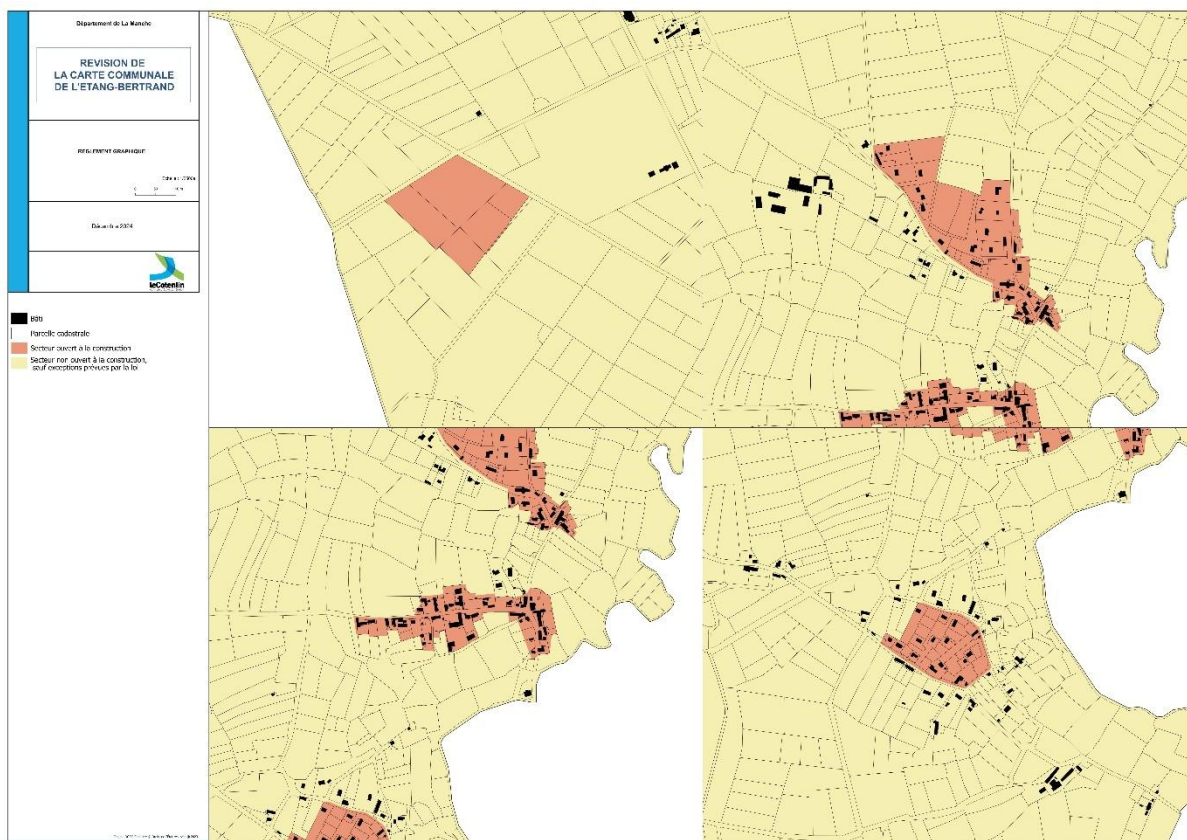 Département de La Manche
REVISION DE
LA CARTE COMMUNALE
DE L'ETANG-BERTRAND
REGLEMENT GRAPHIQUE
0
Décembre 2024
LeCotentin
Bâti
Parcelle cadastrale
Secteur ouvert à la construction
Secteur non ouvert à la construction,
sauf exceptions prévues par la loi